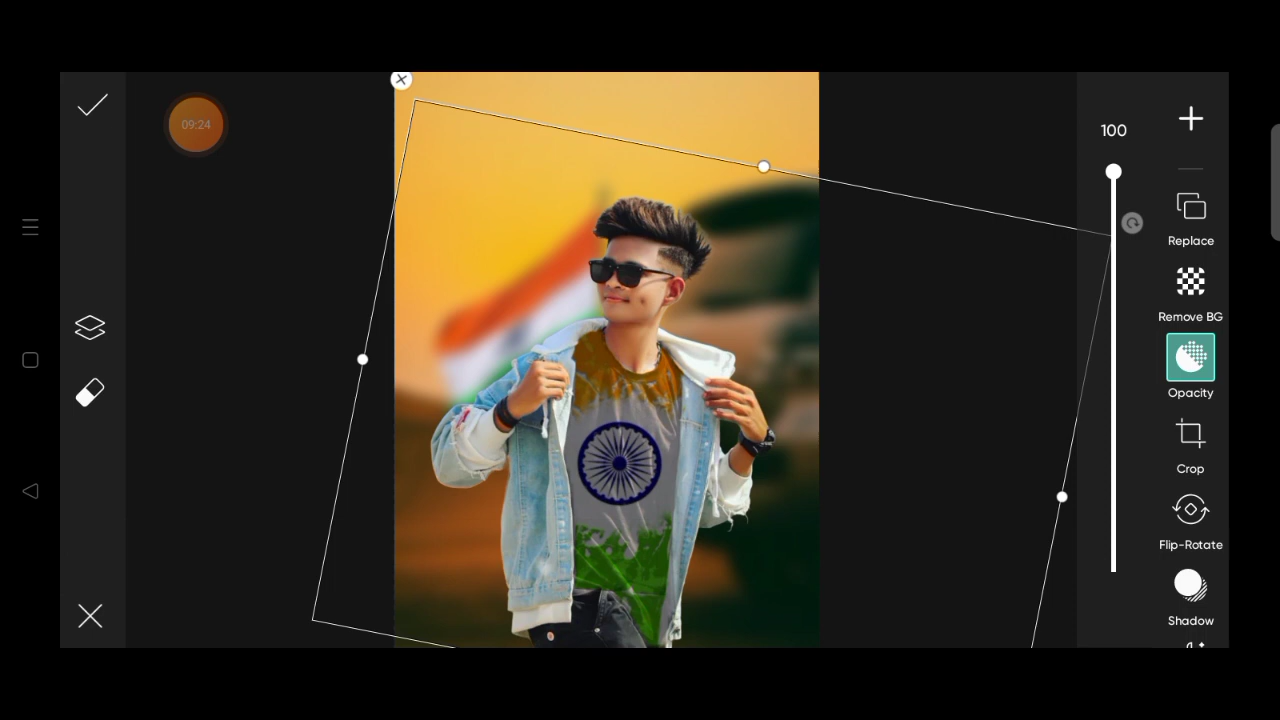 09:24
100
Replace
Remove BG
Opacity
Crop
Flip-Rotate
Shadow